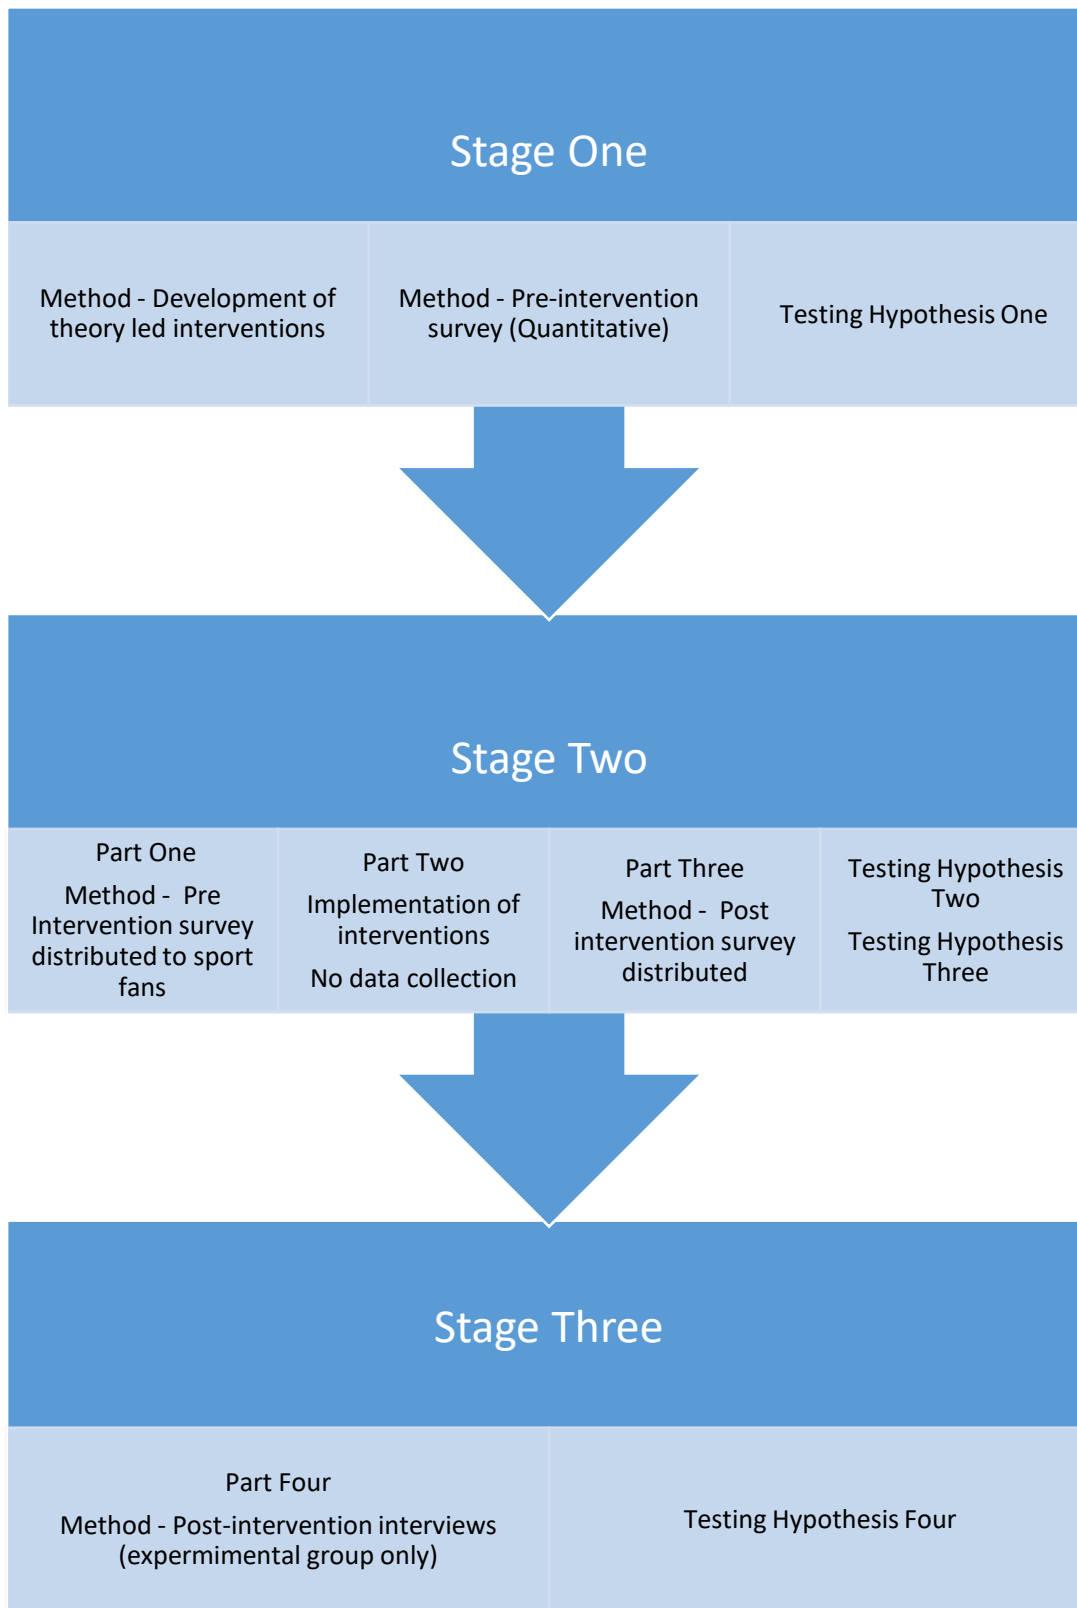 Stage One
Method - Development of
theory led interventions
Method - Pre-intervention
survey (Quantitative)
Testing Hypothesis One
Stage Two
Part One
Method -  Pre
Intervention survey
distributed to sport
fans
Part Two
Implementation of
interventions
No data collection
Part Three
Method -  Post
intervention survey
distributed
Testing Hypothesis
Two
Testing Hypothesis
Three
Stage Three
Part Four
Method - Post-intervention interviews
(expermimental group only)
Testing Hypothesis Four